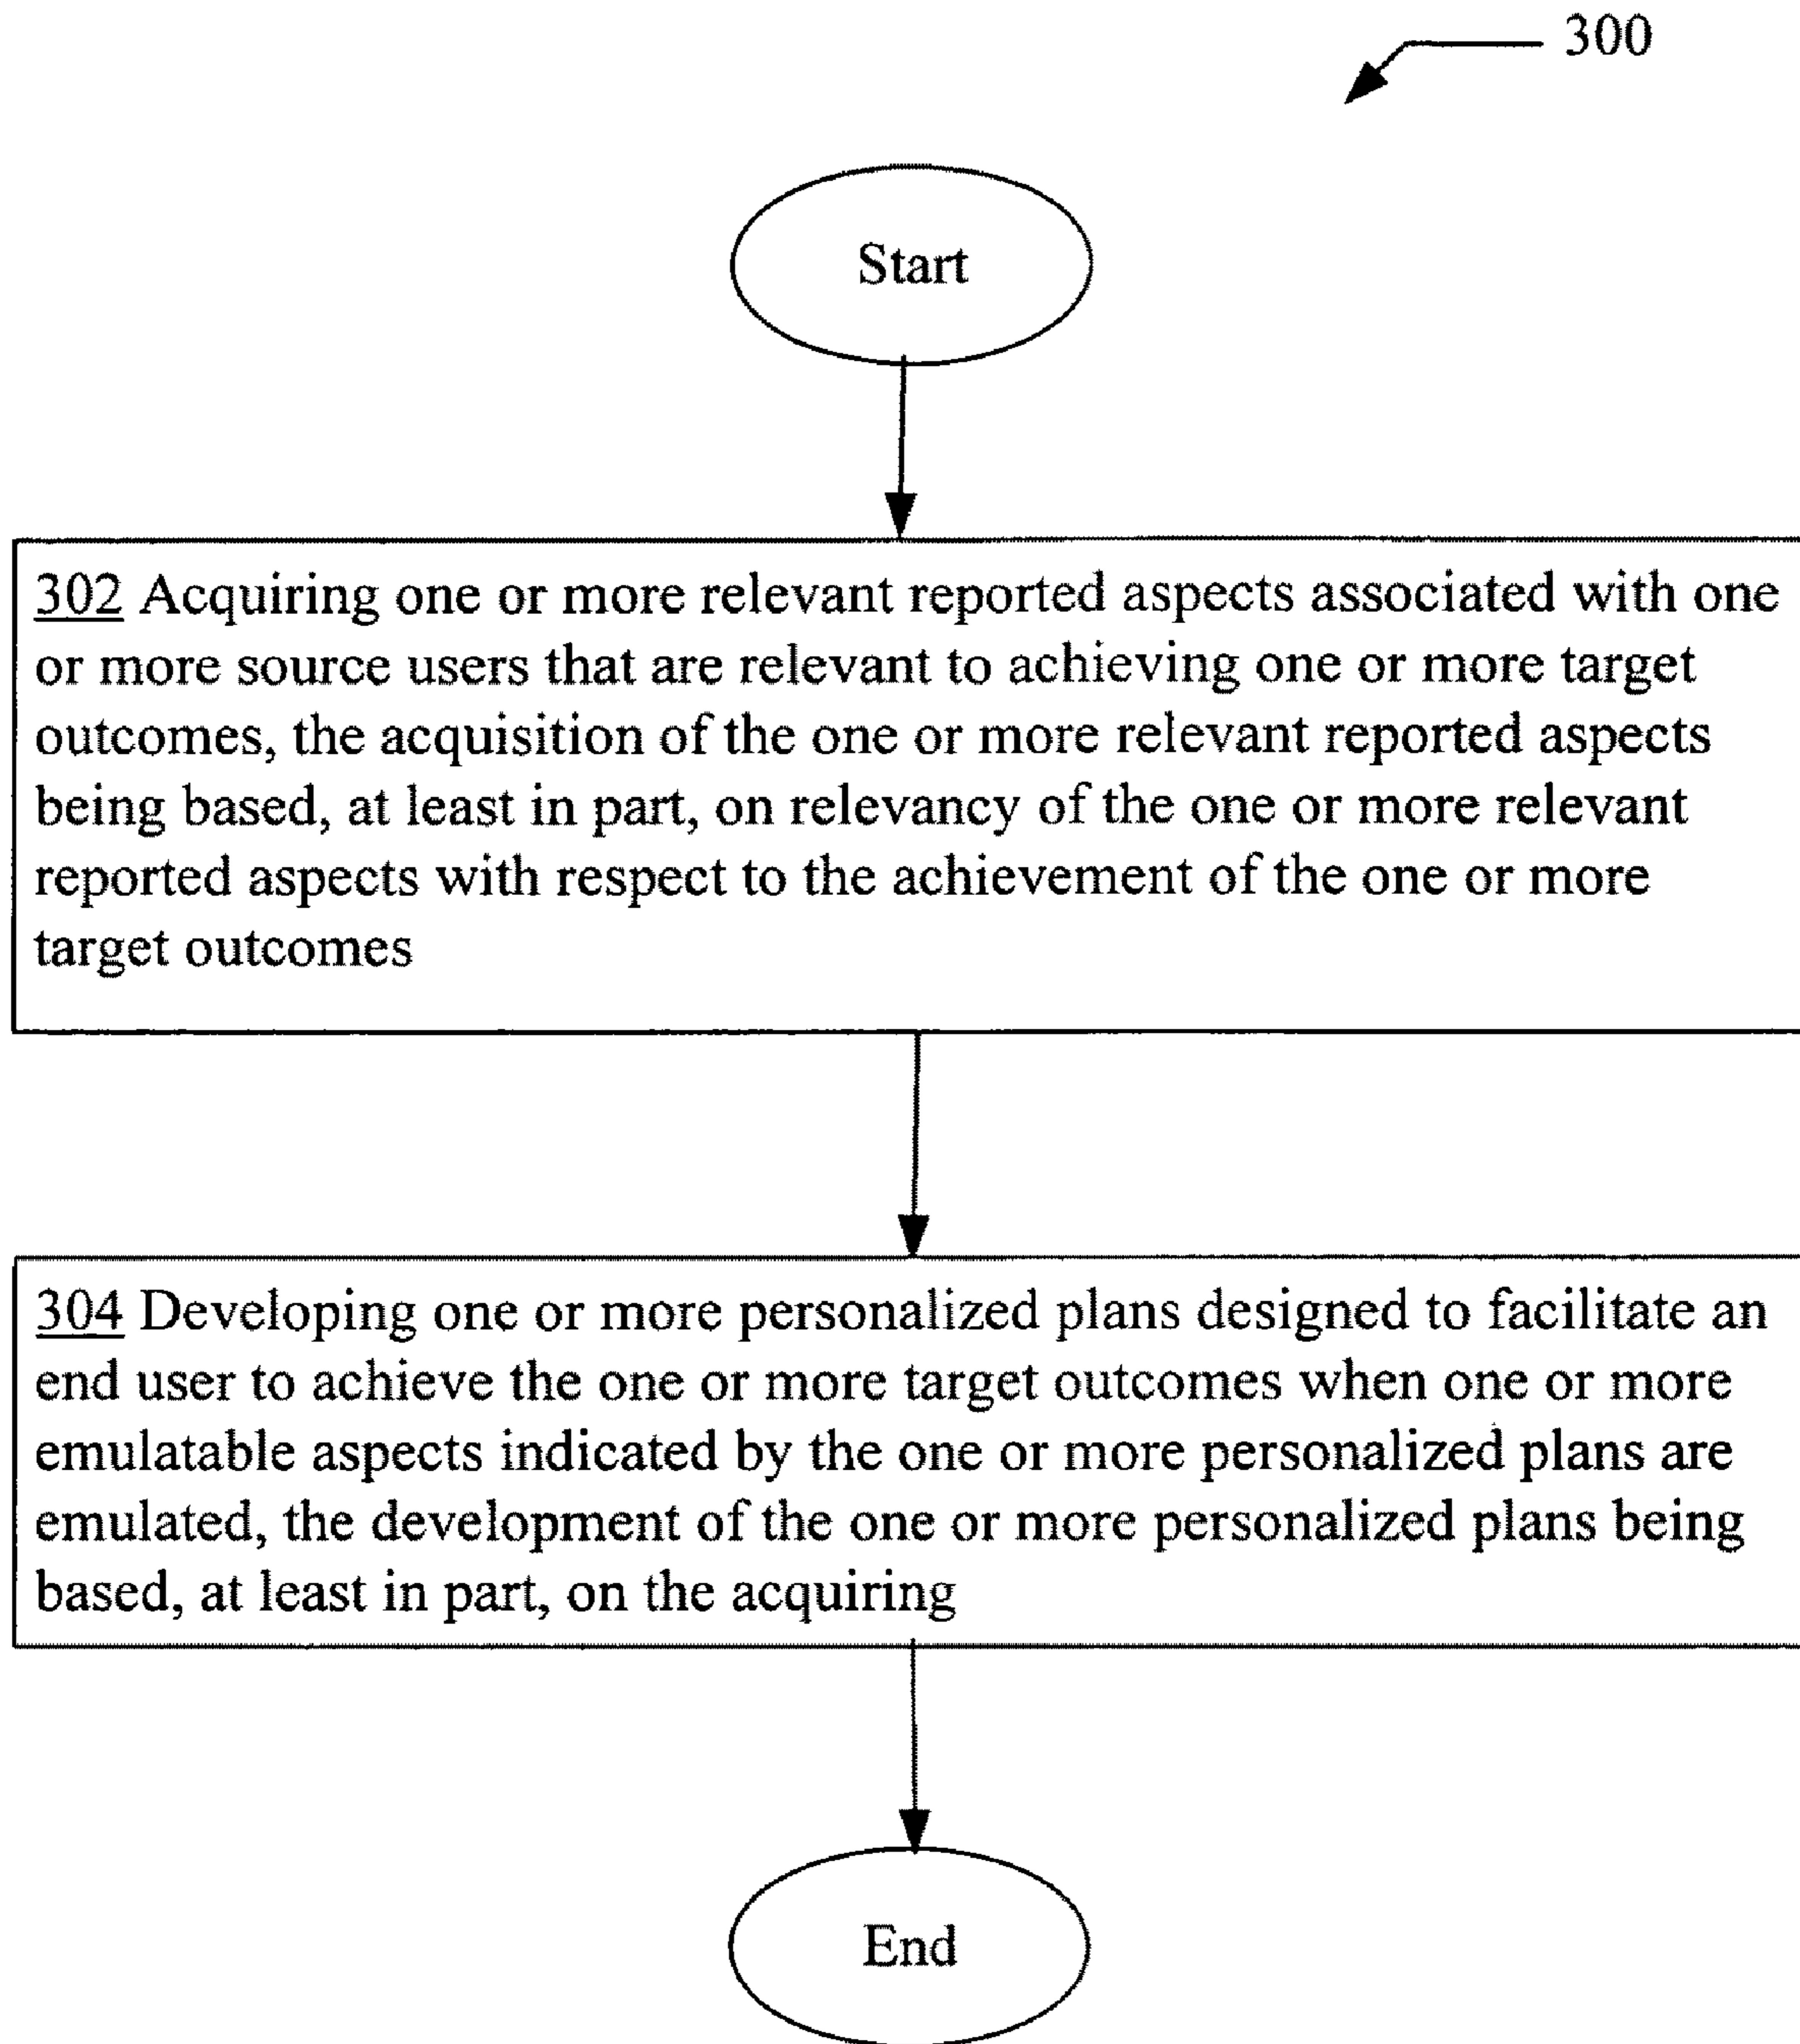 300
Start
302 Acquiring one or more relevant reported aspects associated with one
or more source users that are relevant to achieving one or more target
outcomes, the acquisition of the one or more relevant reported aspects
being based, at least in part, on relevancy of the one or more relevant
reported aspects with respect to the achievement of the one or more
target outcomes
304 Developing one or more personalized plans designed to facilitate an
end user to achieve the one or more target outcomes when one or more
emulatable aspects indicated by the one or more personalized plans are
emulated, the development of the one or more personalized plans being
based, at least in part, on the acquiring
End